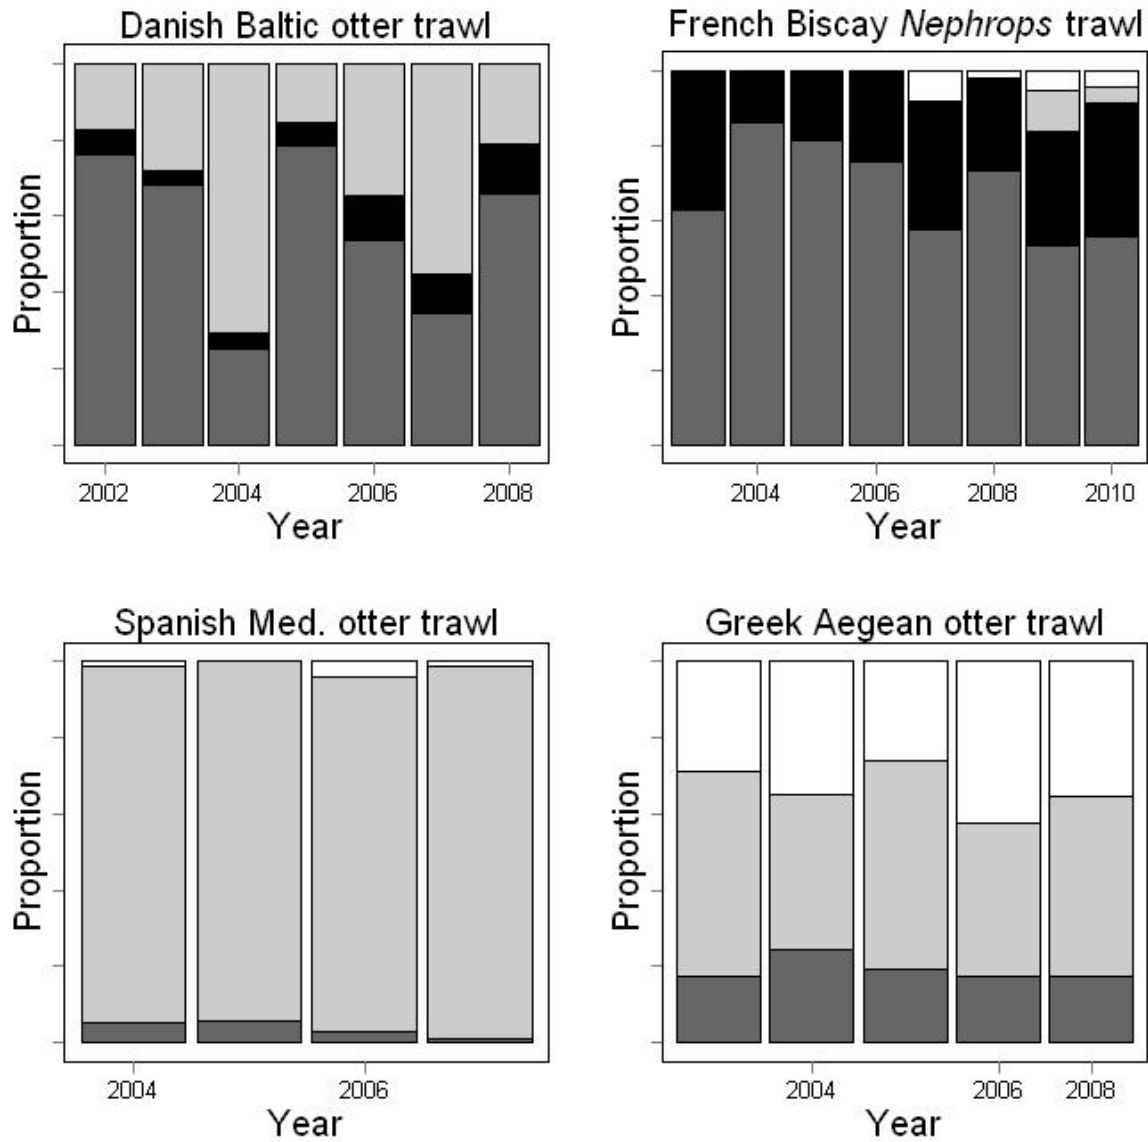 Danish Baltic otter trawl
Proportion
2002 2004 2006 2008
Year
French Biscay Nephrops trawl
Proportion
2004 2006 2008 2010
Year
Spanish Med. otter trawl
Proportion
2004 2006
Year
Greek Aegean otter trawl
Proportion
2004 2006 2008
Year